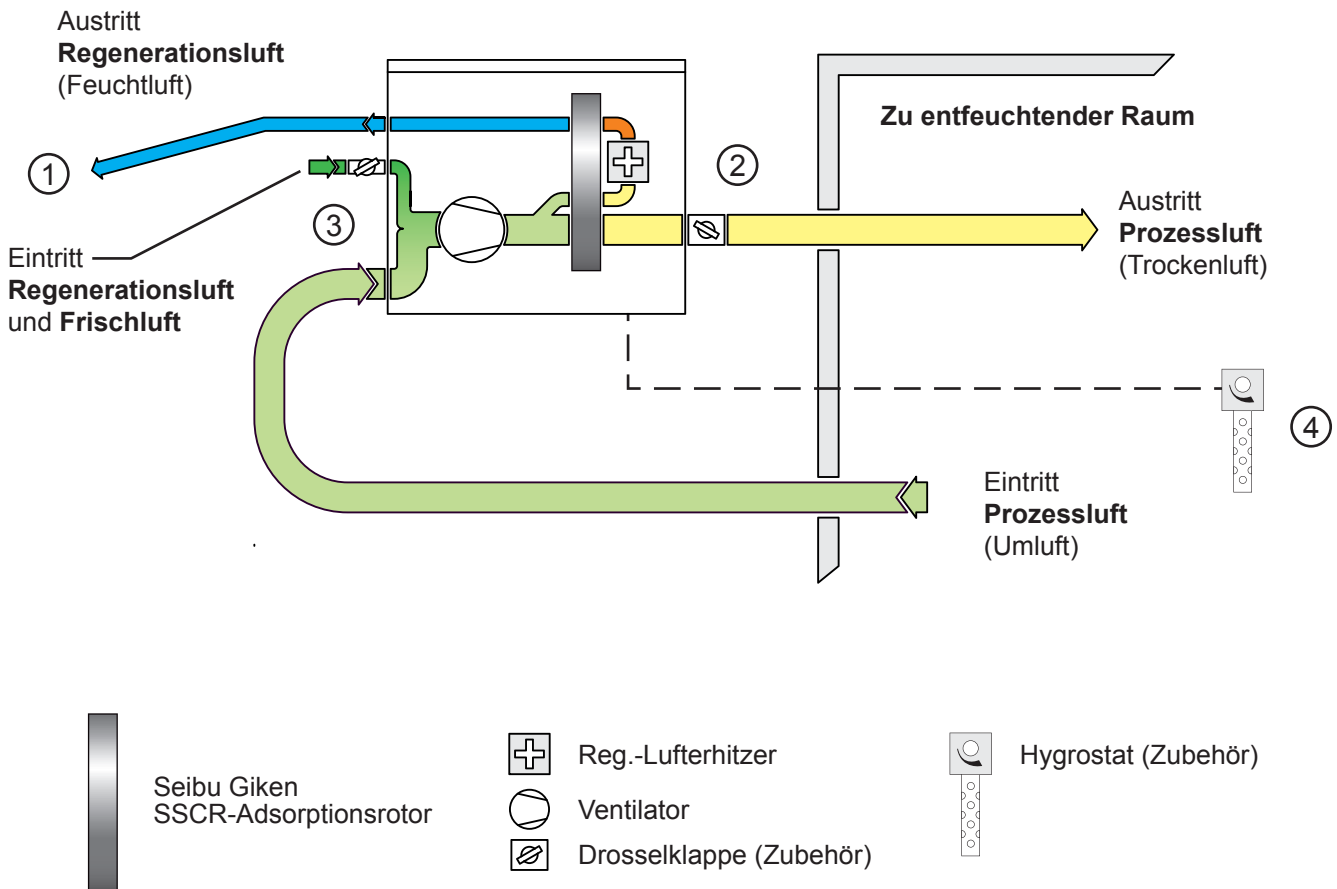 Austritt
Regenerationsluft
(Feuchtluft)
1
2
3
Eintritt
Regenerationsluft
und Frischluft
Zu entfeuchtender Raum
Austritt
Prozessluft
(Trockenluft)
4
Eintritt
Prozessluft
(Umluft)
Seibu Giken
SSCR-Adsorptionsrotor
Reg.-Lufterhitzer
Ventilator
Drosselklappe (Zubehör)
Hygrostat (Zubehör)